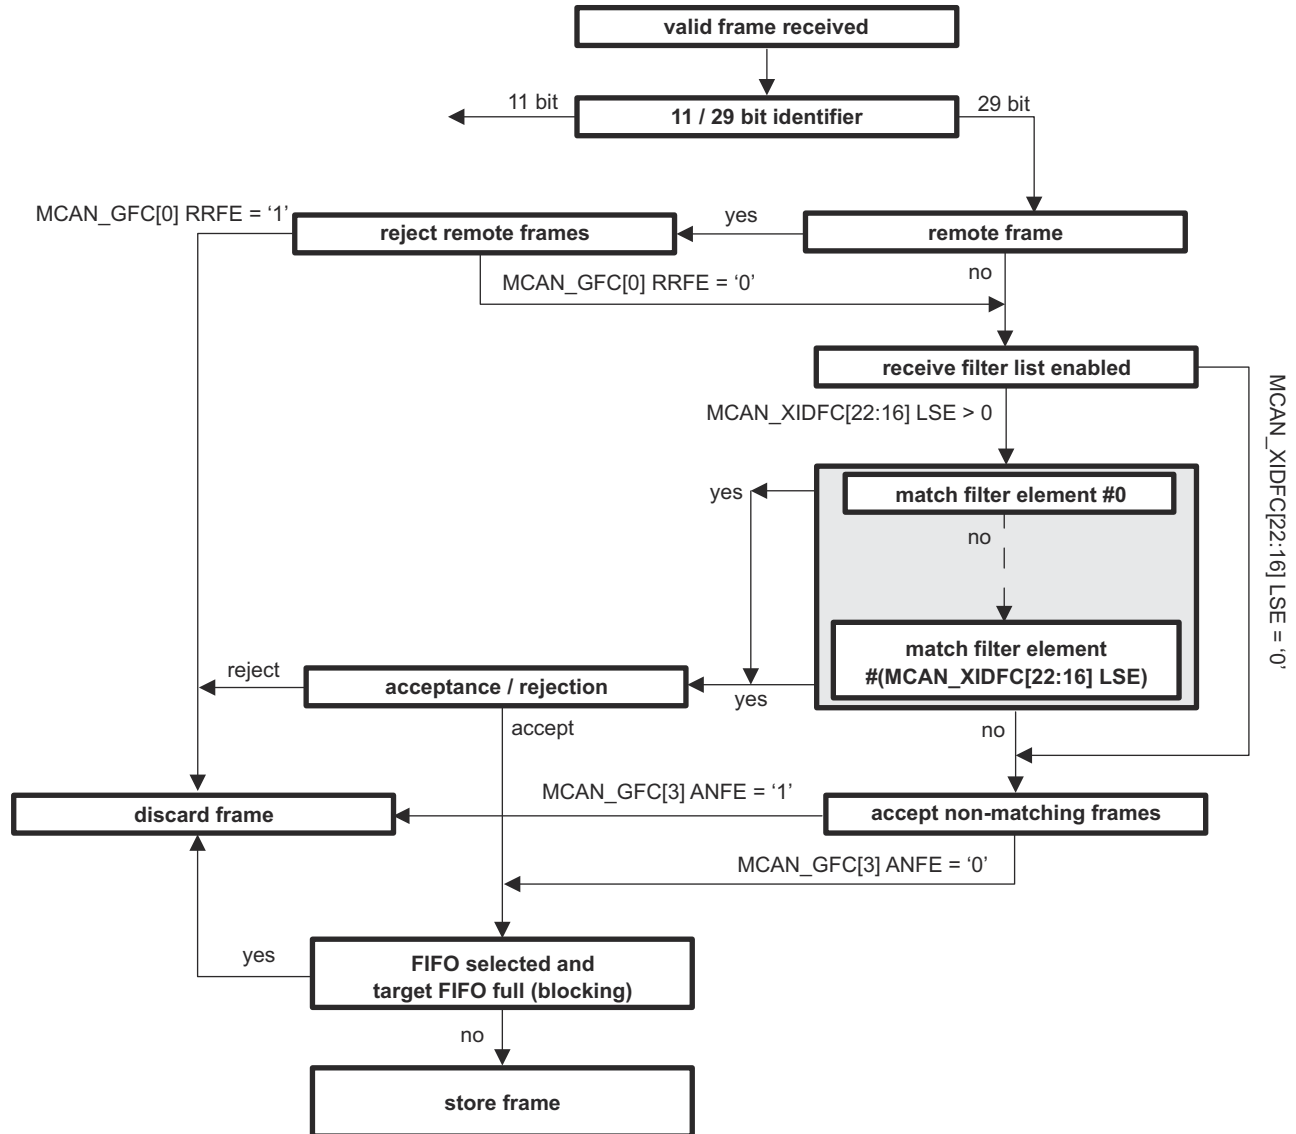 valid frame received
11 bit
11 / 29 bit identifier
29 bit
MCAN_GFC[0] RRFE = ‘1’
reject remote frames
yes
remote frame
MCAN_GFC[0] RRFE = ‘0’
no
receive filter list enabled
MCAN_XIDFC[22:16] LSE > 0
MCAN_XIDFC[22:16] LSE = ‘0’
yes
match filter element #0
no
match filter element
#(MCAN_XIDFC[22:16] LSE)
reject
acceptance / rejection
yes
accept
no
MCAN_GFC[3] ANFE = ‘1’
discard frame
accept non-matching frames
MCAN_GFC[3] ANFE = ‘0’
yes
FIFO selected and
target FIFO full (blocking)
no
store frame